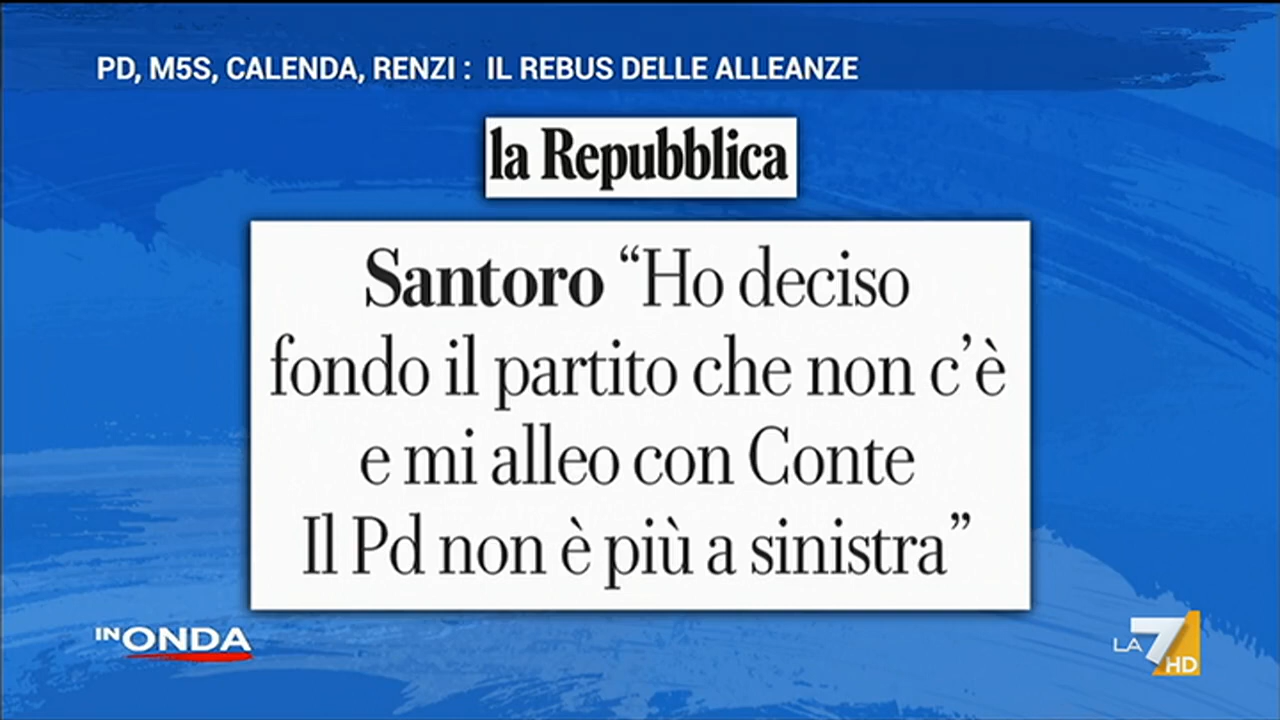 PD, M5S, CALENDA, RENZI : IL REBUS DELLE ALLEANZE
la Repubblica
Santoro “Ho deciso
fondo il partito che non c’è
e mi alleo con Conte
Il Pd non è più a sinistra”
IN ONDA
LA 7 HD